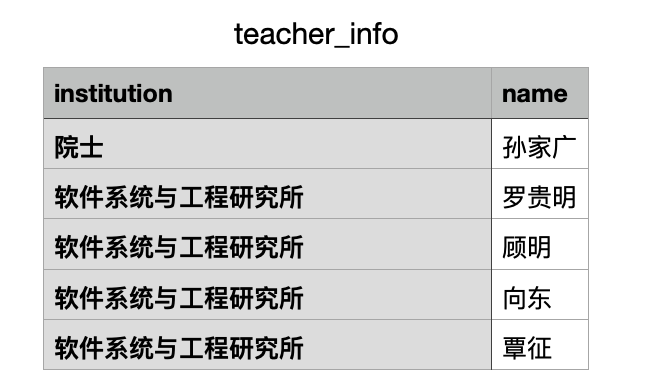 teacher_info
institution name
院士 孙家广
软件系统与工程研究所 罗贵明
软件系统与工程研究所 顾明
软件系统与工程研究所 向东
软件系统与工程研究所 覃征